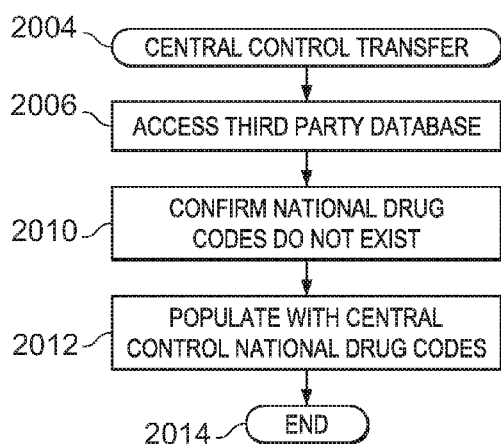 2004
CENTRAL CONTROL TRANSFER
2006
ACCESS THIRD PARTY DATABASE
2010
CONFIRM NATIONAL DRUG
CODES DO NOT EXIST
2012
POPULATE WITH CENTRAL
CONTROL NATIONAL DRUG CODES
2014
END